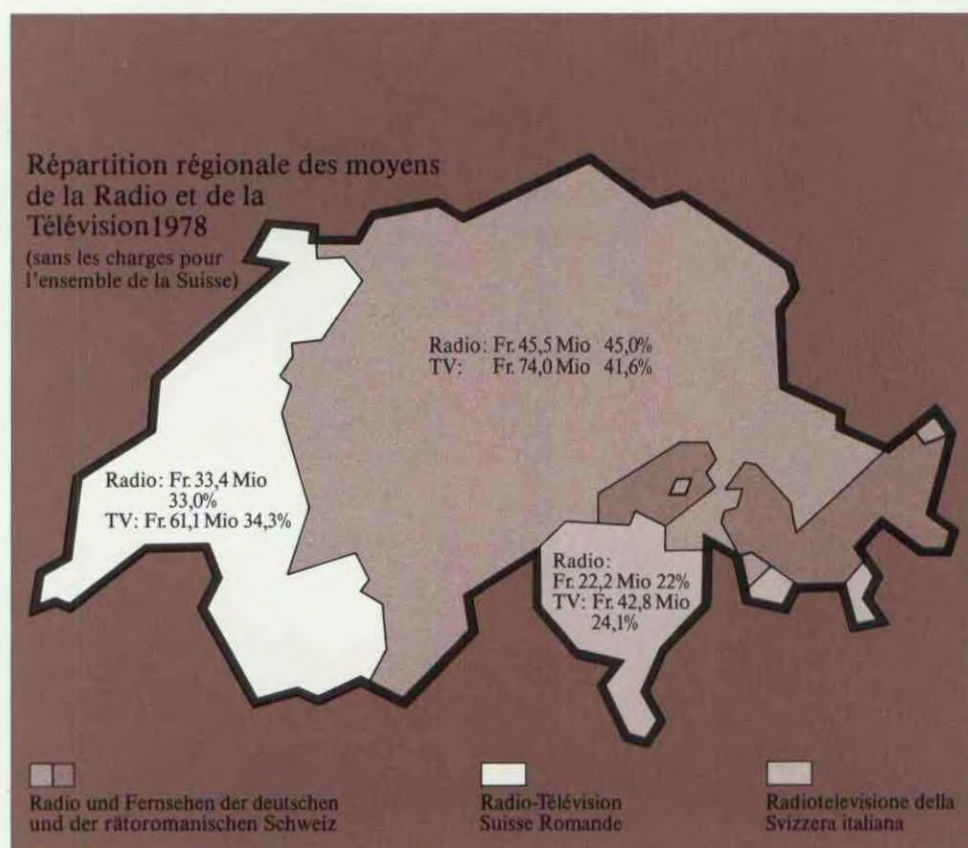 Répartition régionale des moyens
de la Radio et de la
Télévision 1978
(sans les charges pour
l'ensemble de la Suisse)
Radio: Fr. 45,5 Mio 45,0%
TV: Fr. 74,0 Mio 41,6%
Radio: Fr. 33,4 Mio
33,0%
TV: Fr. 61,1 Mio 34,3%
Radio:
Fr. 22,2 Mio 22%
TV: Fr. 42,8 Mio
24,1%
Radio und Fernsehen der deutschen
und der rätoromanischen Schweiz
Radio-Télévision
Suisse Romande
Radiotelevisione della
Svizzera italiana